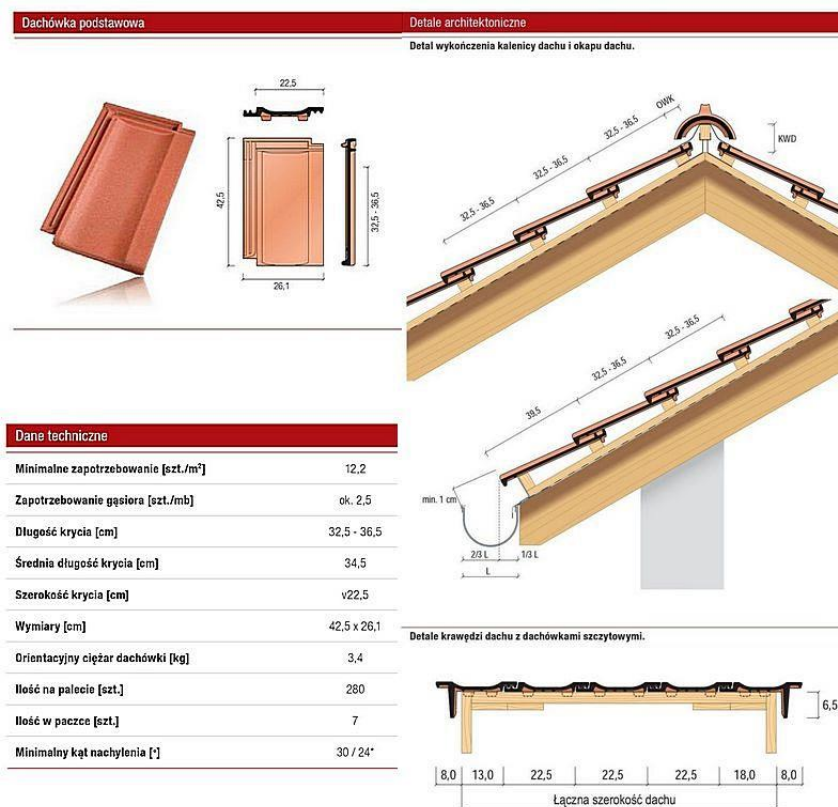 Dachówka podstawowa
22,5
42,5
32,5 - 36,5
26,1
Dane techniczne
Minimalne zapotrzebowanie [szt./m²] 12,2
Zapotrzebowanie gąsiora [szt./mb] ok. 2,5
Długość krycia [cm] 32,5 - 36,5
Średnia długość krycia [cm] 34,5
Szerokość krycia [cm] v22,5
Wymiary [cm] 42,5 x 26,1
Orientacyjny ciężar dachówki [kg] 3,4
Ilość na palecie [szt.] 280
Ilość w paczce [szt.] 7
Minimalny kąt nachylenia [°] 30 / 24*
Detale architektoniczne
Detal wykończenia kalenicy dachu i okapu dachu.
OWK
32,5 - 36,5
32,5 - 36,5
32,5 - 36,5
KWD
32,5 - 36,5
32,5 - 36,5
39,5
min. 1 cm
2/3 L 1/3 L
L
Detale krawędzi dachu z dachówkami szczytowymi.
6,5
8,0 13,0 22,5 22,5 22,5 18,0 8,0
Łączna szerokość dachu